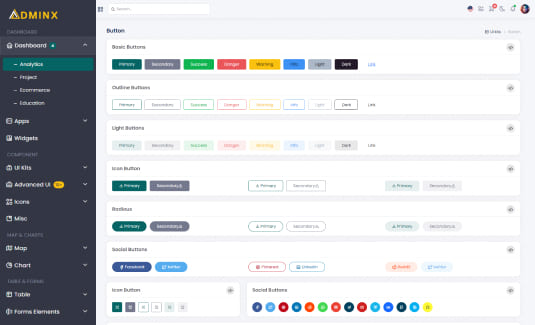 ADMINX
Search
DASHBOARD
Dashboard 4
Analytics
Project
Ecommerce
Education
Apps
Widgets
COMPONENT
UI Kits
Advanced UI
Icons
Misc
MAP & CHARTS
Map
Chart
TABLE & FORMS
Table
Forms Elements
Button
Ui kits Button
Basic Buttons
Primary Secondary Success Danger Warning Info Light Dark Link
Outline Buttons
Primary Secondary Success Danger Warning Info Light Dark Link
Light Buttons
Primary Secondary Success Danger Warning Info Light Dark Link
Icon Button
Primary Secondary Primary Secondary Primary Secondary
Radious
Primary Secondary Primary Secondary Primary Secondary
Social Buttons
Facebook twitter Pinterest Linkedin Reddit twitter
Icon Button
Social Buttons